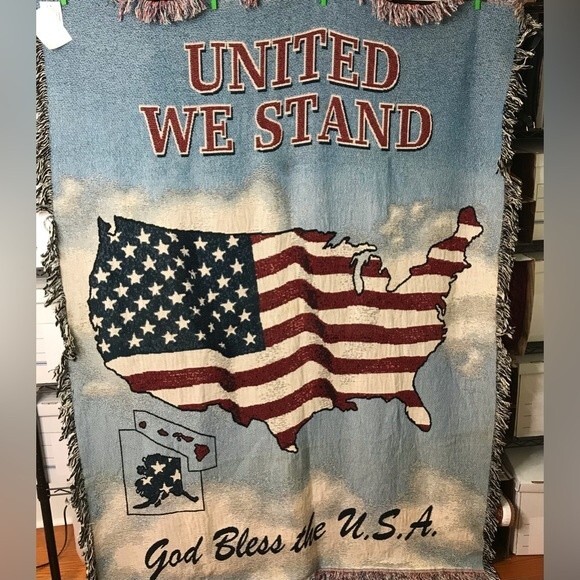 UNITED
WE STAND
God Bless the U.S.A.